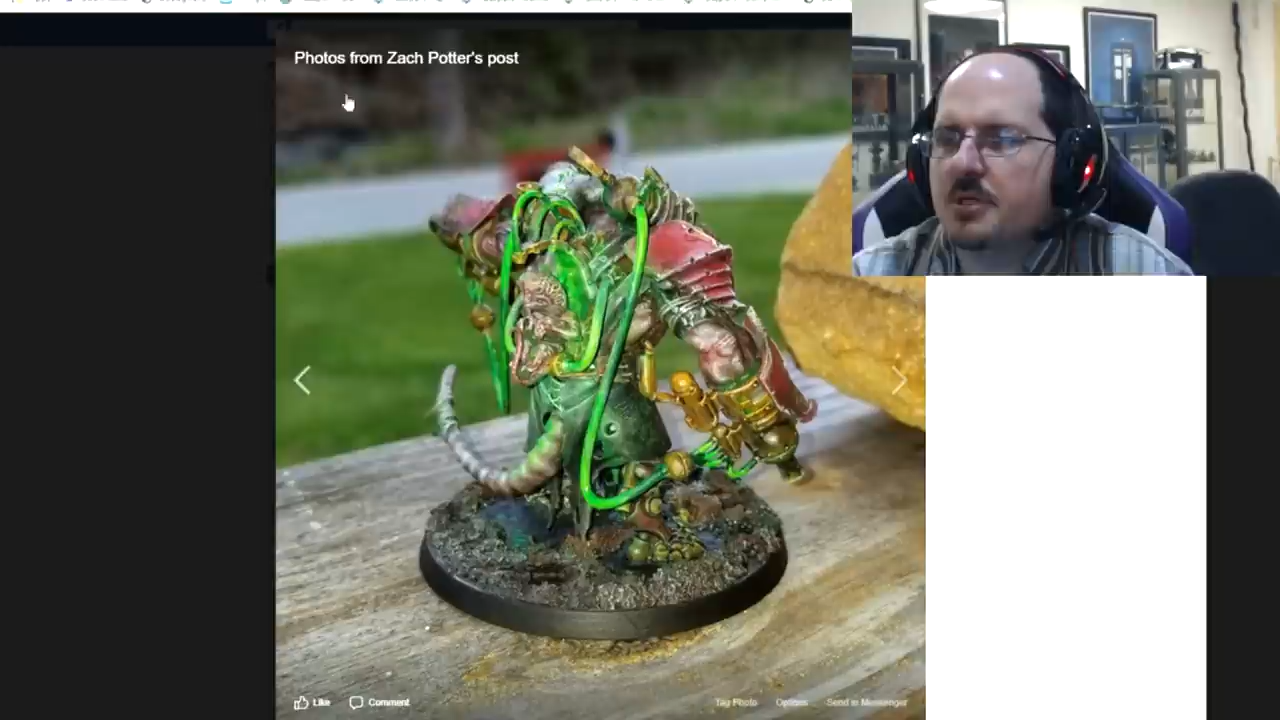 Photos from Zach Potter's post
Like
Comment
Tag Photo
Options
Send in Messenger